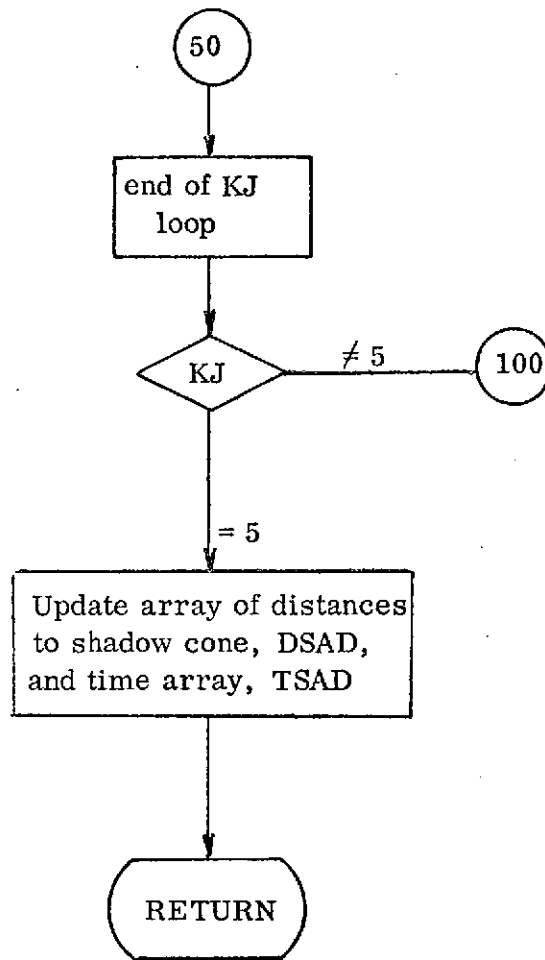 50
end of KJ
loop
KJ
≠ 5
100
= 5
Update array of distances
to shadow cone, DSAD,
and time array, TSAD
RETURN